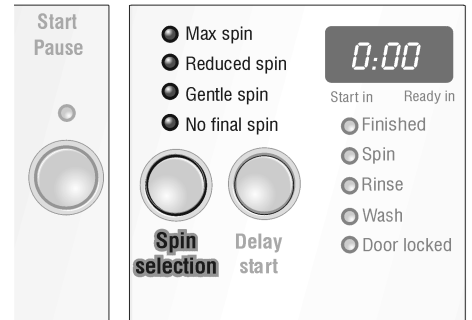 Start
Pause
Max spin
Reduced spin
Gentle spin
No final spin
Spin
selection
Delay
start
0:00
Start in Ready in
Finished
Spin
Rinse
Wash
Door locked